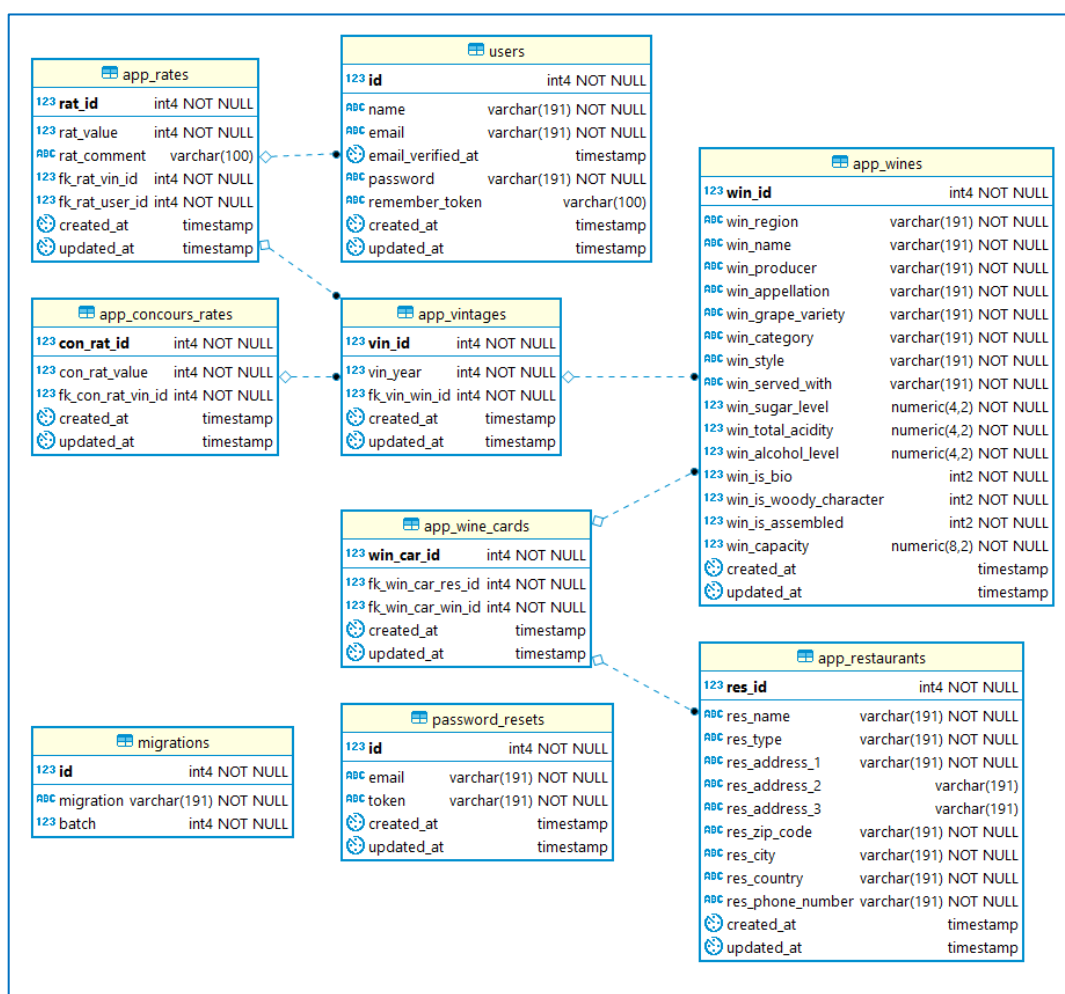 app_rates
123 rat_id int4 NOT NULL
123 rat_value int4 NOT NULL
ABC rat_comment varchar(100)
123 fk_rat_vin_id int4 NOT NULL
123 fk_rat_user_id int4 NOT NULL
created_at timestamp
updated_at timestamp
users
123 id int4 NOT NULL
ABC name varchar(191) NOT NULL
ABC email varchar(191) NOT NULL
email_verified_at timestamp
ABC password varchar(191) NOT NULL
ABC remember_token varchar(100)
created_at timestamp
updated_at timestamp
app_wines
123 win_id int4 NOT NULL
ABC win_region varchar(191) NOT NULL
ABC win_name varchar(191) NOT NULL
ABC win_producer varchar(191) NOT NULL
ABC win_appellation varchar(191) NOT NULL
ABC win_grape_variety varchar(191) NOT NULL
ABC win_category varchar(191) NOT NULL
ABC win_style varchar(191) NOT NULL
ABC win_served_with varchar(191) NOT NULL
123 win_sugar_level numeric(4,2) NOT NULL
123 win_total_acidity numeric(4,2) NOT NULL
123 win_alcohol_level numeric(4,2) NOT NULL
123 win_is_bio int2 NOT NULL
123 win_is_woody_character int2 NOT NULL
123 win_is_assembled int2 NOT NULL
123 win_capacity numeric(8,2) NOT NULL
created_at timestamp
updated_at timestamp
app_concours_rates
123 con_rat_id int4 NOT NULL
123 con_rat_value int4 NOT NULL
123 fk_con_rat_vin_id int4 NOT NULL
created_at timestamp
updated_at timestamp
app_vintages
123 vin_id int4 NOT NULL
123 vin_year int4 NOT NULL
123 fk_vin_win_id int4 NOT NULL
created_at timestamp
updated_at timestamp
app_wine_cards
123 win_car_id int4 NOT NULL
123 fk_win_car_res_id int4 NOT NULL
123 fk_win_car_win_id int4 NOT NULL
created_at timestamp
updated_at timestamp
app_restaurants
123 res_id int4 NOT NULL
ABC res_name varchar(191) NOT NULL
ABC res_type varchar(191) NOT NULL
ABC res_address_1 varchar(191) NOT NULL
ABC res_address_2 varchar(191)
ABC res_address_3 varchar(191)
ABC res_zip_code varchar(191) NOT NULL
ABC res_city varchar(191) NOT NULL
ABC res_country varchar(191) NOT NULL
ABC res_phone_number varchar(191) NOT NULL
created_at timestamp
updated_at timestamp
migrations
123 id int4 NOT NULL
ABC migration varchar(191) NOT NULL
123 batch int4 NOT NULL
password_resets
123 id int4 NOT NULL
ABC email varchar(191) NOT NULL
ABC token varchar(191) NOT NULL
created_at timestamp
updated_at timestamp